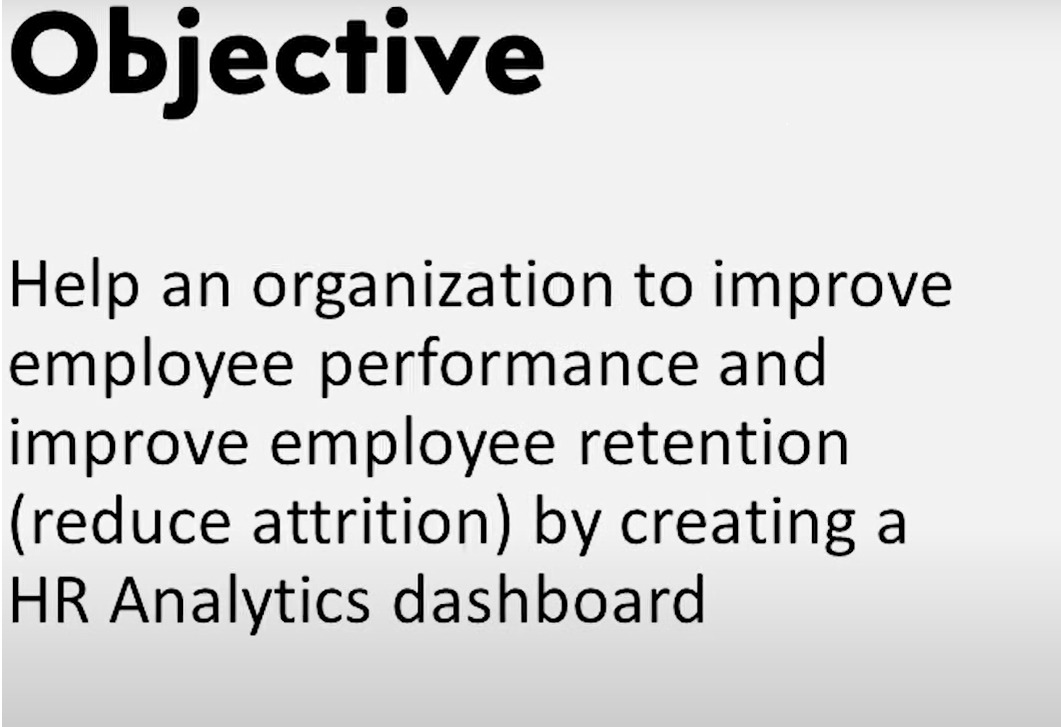 Objective
Help an organization to improve
employee performance and
improve employee retention
(reduce attrition) by creating a
HR Analytics dashboard